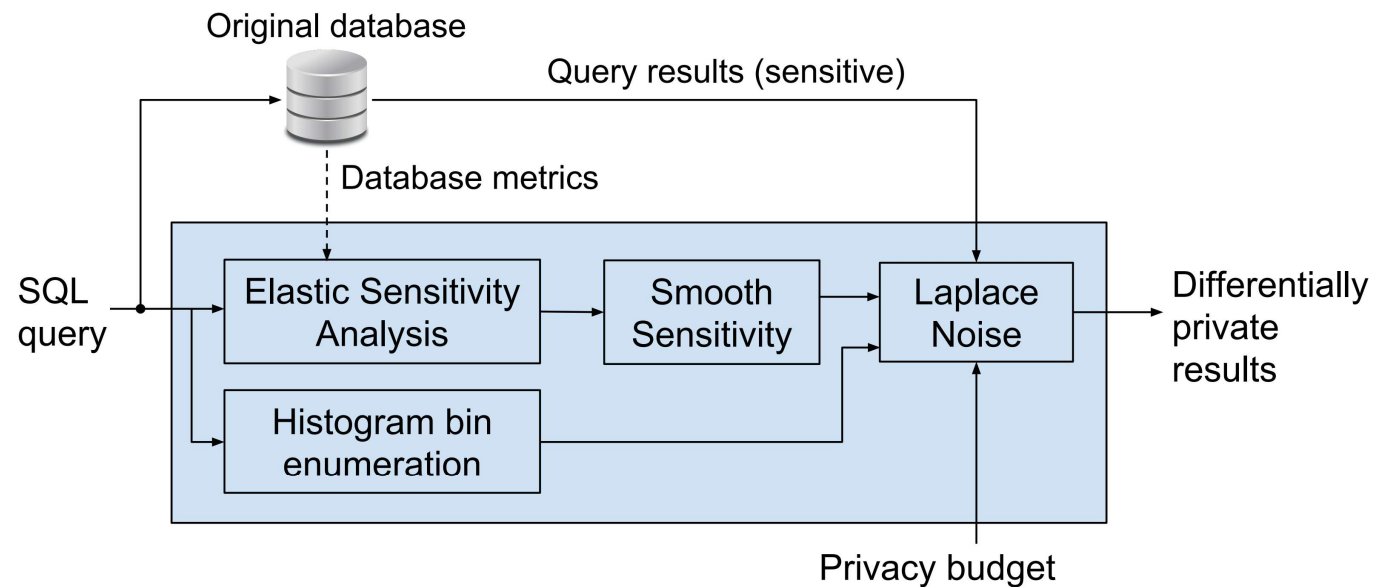 Original database
Query results (sensitive)
Database metrics
SQL
query
Elastic Sensitivity
Analysis
Smooth
Sensitivity
Laplace
Noise
Differentially
private
results
Histogram bin
enumeration
Privacy budget